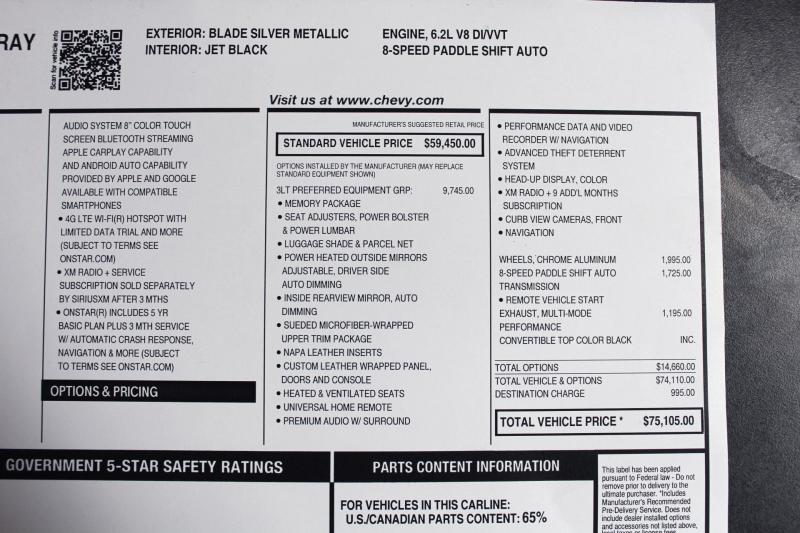 RAY
Scan for vehicle info
EXTERIOR: BLADE SILVER METALLIC
INTERIOR: JET BLACK
ENGINE, 6.2L V8 DI/VVT
8-SPEED PADDLE SHIFT AUTO
Visit us at www.chevy.com
AUDIO SYSTEM 8" COLOR TOUCH
SCREEN BLUETOOTH STREAMING
APPLE CARPLAY CAPABILITY
AND ANDROID AUTO CAPABILITY
PROVIDED BY APPLE AND GOOGLE
AVAILABLE WITH COMPATIBLE
SMARTPHONES
• 4G LTE WI-FI(R) HOTSPOT WITH
LIMITED DATA TRIAL AND MORE
(SUBJECT TO TERMS SEE
ONSTAR.COM)
• XM RADIO + SERVICE
SUBSCRIPTION SOLD SEPARATELY
BY SIRIUSXM AFTER 3 MTHS
• ONSTAR(R) INCLUDES 5 YR
BASIC PLAN PLUS 3 MTH SERVICE
W/ AUTOMATIC CRASH RESPONSE,
NAVIGATION & MORE (SUBJECT
TO TERMS SEE ONSTAR.COM)
OPTIONS & PRICING
MANUFACTURER'S SUGGESTED RETAIL PRICE
STANDARD VEHICLE PRICE $59,450.00
OPTIONS INSTALLED BY THE MANUFACTURER (MAY REPLACE
STANDARD EQUIPMENT SHOWN)
3LT PREFERRED EQUIPMENT GRP: 9,745.00
• MEMORY PACKAGE
• SEAT ADJUSTERS, POWER BOLSTER
& POWER LUMBAR
• LUGGAGE SHADE & PARCEL NET
• POWER HEATED OUTSIDE MIRRORS
ADJUSTABLE, DRIVER SIDE
AUTO DIMMING
• INSIDE REARVIEW MIRROR, AUTO
DIMMING
• SUEDED MICROFIBER-WRAPPED
UPPER TRIM PACKAGE
• NAPA LEATHER INSERTS
• CUSTOM LEATHER WRAPPED PANEL,
DOORS AND CONSOLE
• HEATED & VENTILATED SEATS
• UNIVERSAL HOME REMOTE
• PREMIUM AUDIO W/ SURROUND
• PERFORMANCE DATA AND VIDEO
RECORDER W/ NAVIGATION
• ADVANCED THEFT DETERRENT
SYSTEM
• HEAD-UP DISPLAY, COLOR
• XM RADIO + 9 ADD'L MONTHS
SUBSCRIPTION
• CURB VIEW CAMERAS, FRONT
• NAVIGATION
WHEELS, CHROME ALUMINUM 1,995.00
8-SPEED PADDLE SHIFT AUTO 1,725.00
TRANSMISSION
• REMOTE VEHICLE START
EXHAUST, MULTI-MODE 1,195.00
PERFORMANCE
CONVERTIBLE TOP COLOR BLACK INC.
TOTAL OPTIONS $14,660.00
TOTAL VEHICLE & OPTIONS $74,110.00
DESTINATION CHARGE 995.00
TOTAL VEHICLE PRICE * $75,105.00
GOVERNMENT 5-STAR SAFETY RATINGS
PARTS CONTENT INFORMATION
FOR VEHICLES IN THIS CARLINE:
U.S./CANADIAN PARTS CONTENT: 65%
This label has been applied
pursuant to Federal law - Do not
remove prior to delivery to the
ultimate purchaser. *Includes
Manufacturer's Recommended
Pre-Delivery Service. Does not
include dealer installed options
and accessories not listed above,
local taxes or license fees.